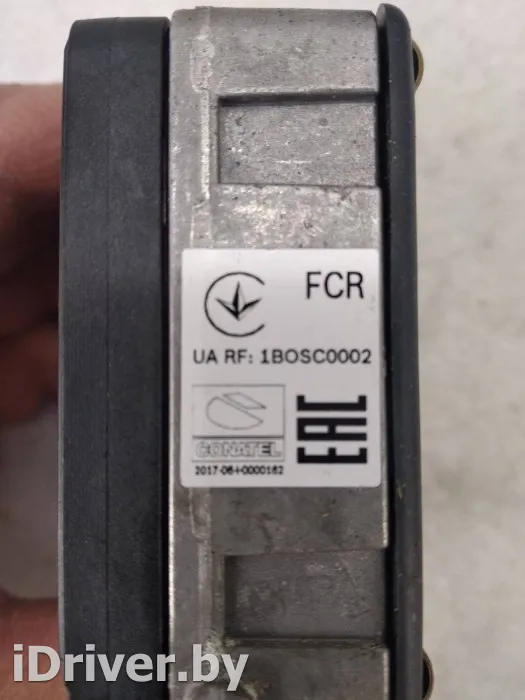 FCR
UA RF: 1BOSC0002
CONATEL
2017-06-I-0000162
EAC
iDriver.by